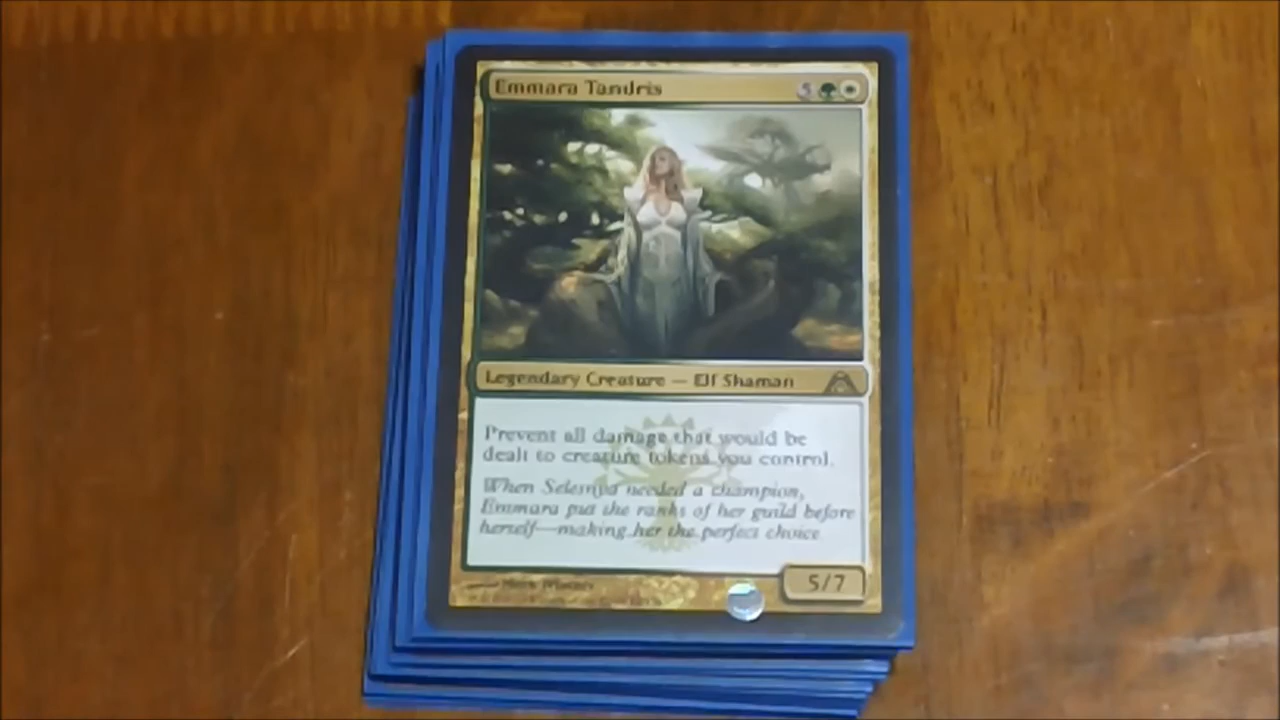 Emmara Tandris 5
Legendary Creature — Elf Shaman
Prevent all damage that would be
dealt to creature tokens you control.
When Selesnya needed a champion,
Emmara put the ranks of her guild before
herself—making her the perfect choice.
5/7